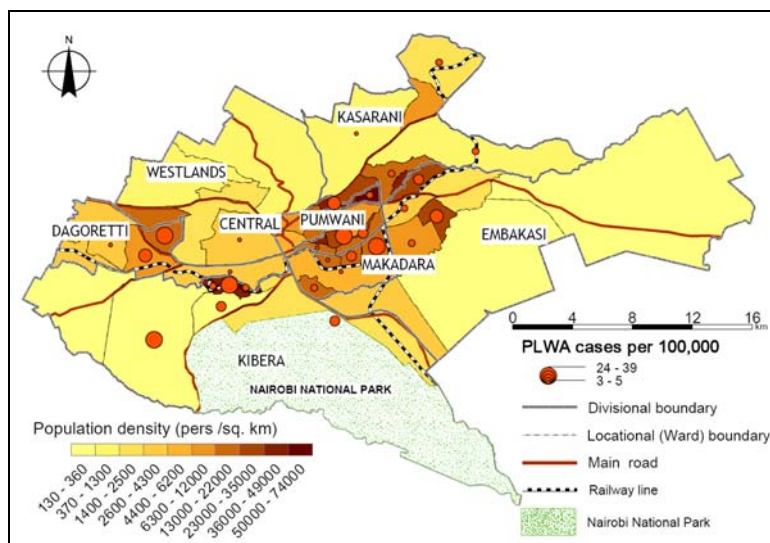 N
KASARANI
WESTLANDS
DAGORETTI
CENTRAL
PUMWANI
MAKADARA
EMBAKASI
KIBERA
NAIROBI NATIONAL PARK
0 4 8 12 16
km
PLWA cases per 100,000
24 - 39
3 - 5
Divisional boundary
Locational (Ward) boundary
Main road
Railway line
Nairobi National Park
Population density (pers /sq. km)
130 - 360
370 - 1300
1400 - 2500
2600 - 4300
4400 - 6200
6300 - 12000
13000 - 22000
23000 - 35000
36000 - 49000
50000 - 74000